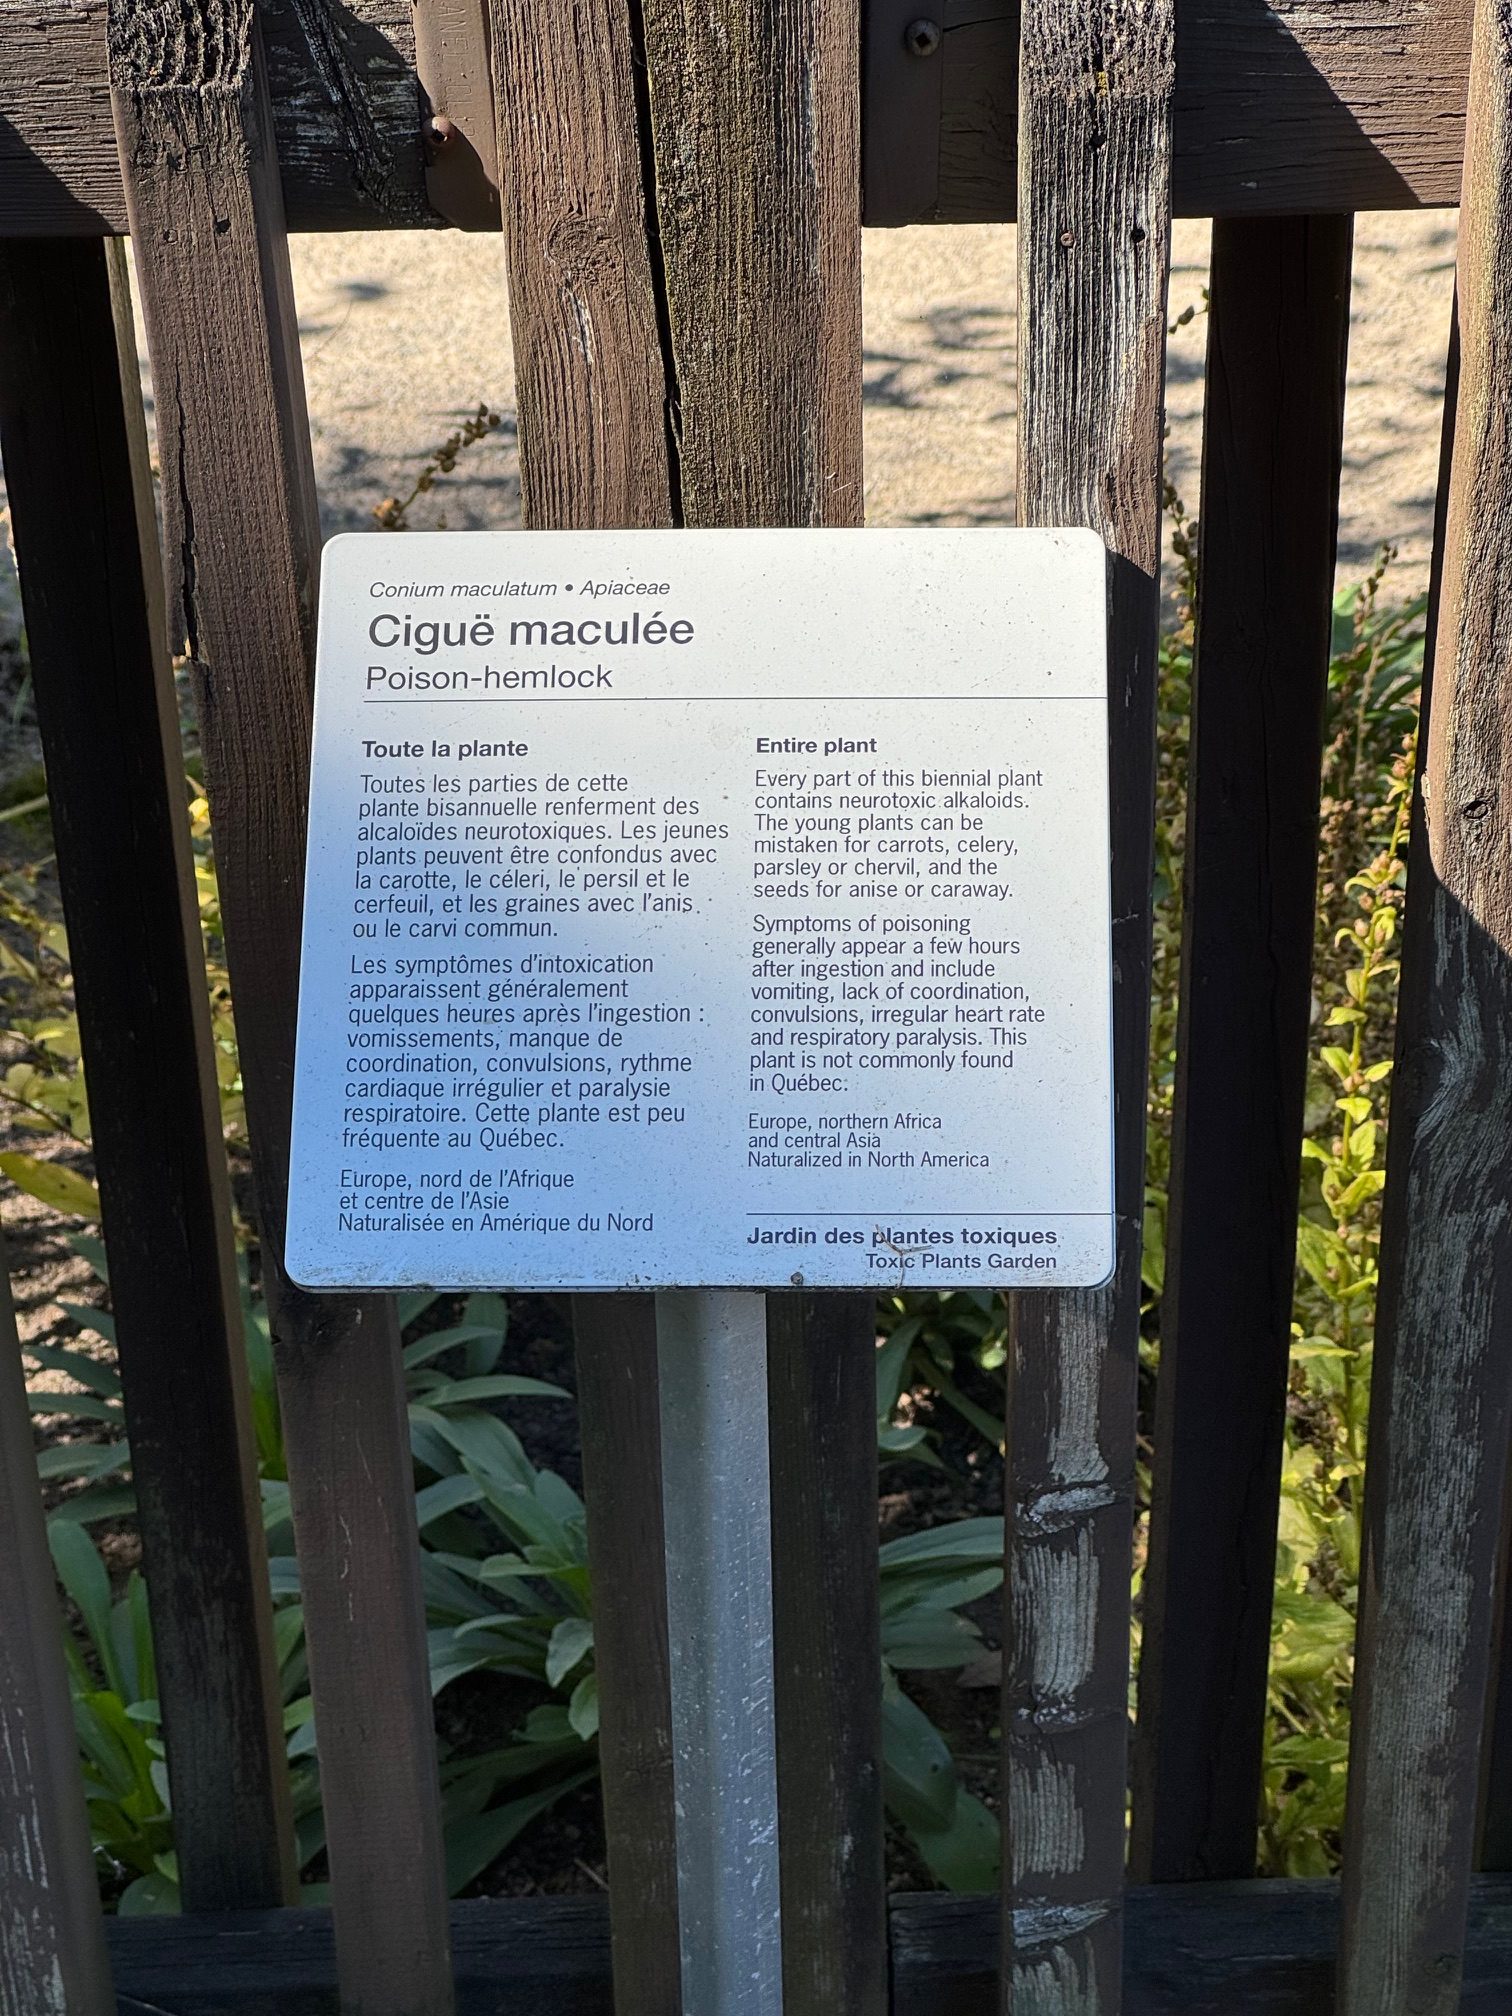 Conium maculatum • Apiaceae
Ciguë maculée
Poison-hemlock
Toute la plante
Toutes les parties de cette
plante bisannuelle renferment des
alcaloïdes neurotoxiques. Les jeunes
plants peuvent être confondus avec
la carotte, le céleri, le persil et le
cerfeuil, et les graines avec l'anis
ou le carvi commun.
Les symptômes d'intoxication
apparaissent généralement
quelques heures après l'ingestion :
vomissements, manque de
coordination, convulsions, rythme
cardiaque irrégulier et paralysie
respiratoire. Cette plante est peu
fréquente au Québec.
Europe, nord de l'Afrique
et centre de l'Asie
Naturalisée en Amérique du Nord
Entire plant
Every part of this biennial plant
contains neurotoxic alkaloids.
The young plants can be
mistaken for carrots, celery,
parsley or chervil, and the
seeds for anise or caraway.
Symptoms of poisoning
generally appear a few hours
after ingestion and include
vomiting, lack of coordination,
convulsions, irregular heart rate
and respiratory paralysis. This
plant is not commonly found
in Québec.
Europe, northern Africa
and central Asia
Naturalized in North America
Jardin des plantes toxiques
Toxic Plants Garden